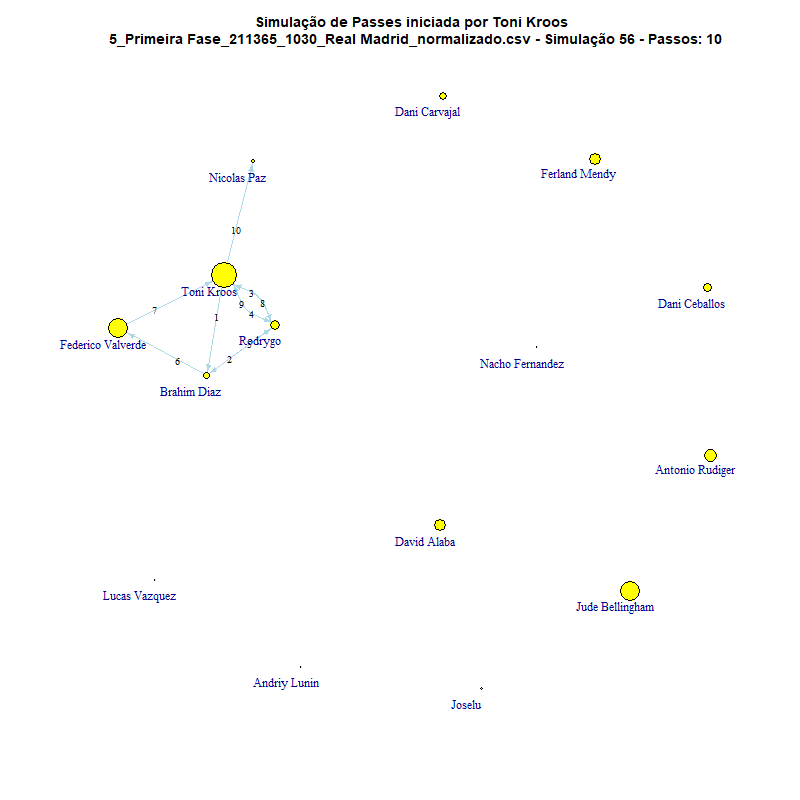 Simulação de Passes iniciada por Toni Kroos
5_Primeira Fase_211365_1030_Real Madrid_normalizado.csv - Simulação 56 - Passos: 10
Dani Carvajal
Nicolas Paz
Ferland Mendy
10
Toni Kroos
3
9
8
4
7
1
Dani Ceballos
Federico Valverde
Rodrygo
2
6
Nacho Fernandez
Brahim Diaz
Antonio Rudiger
David Alaba
Lucas Vazquez
Jude Bellingham
Andriy Lunin
Joselu